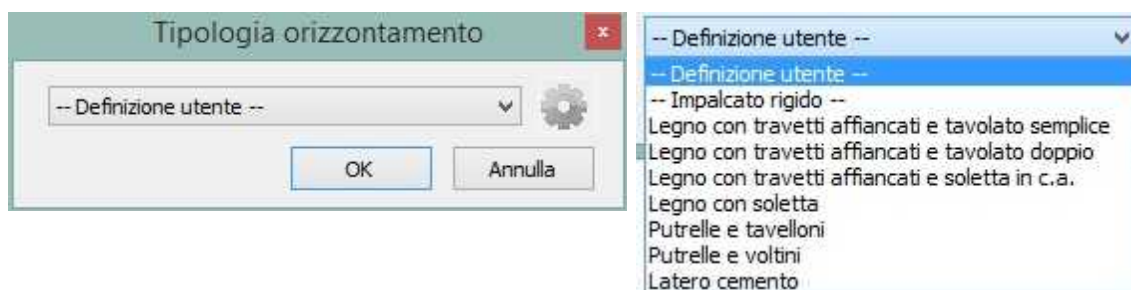 Tipologia orizzontamento
x
-- Definizione utente --
OK
Annulla
-- Definizione utente --
-- Definizione utente --
-- Impalcato rigido --
Legno con travetti affiancati e tavolato semplice
Legno con travetti affiancati e tavolato doppio
Legno con travetti affiancati e soletta in c.a.
Legno con soletta
Putrelle e tavelloni
Putrelle e voltini
Latero cemento